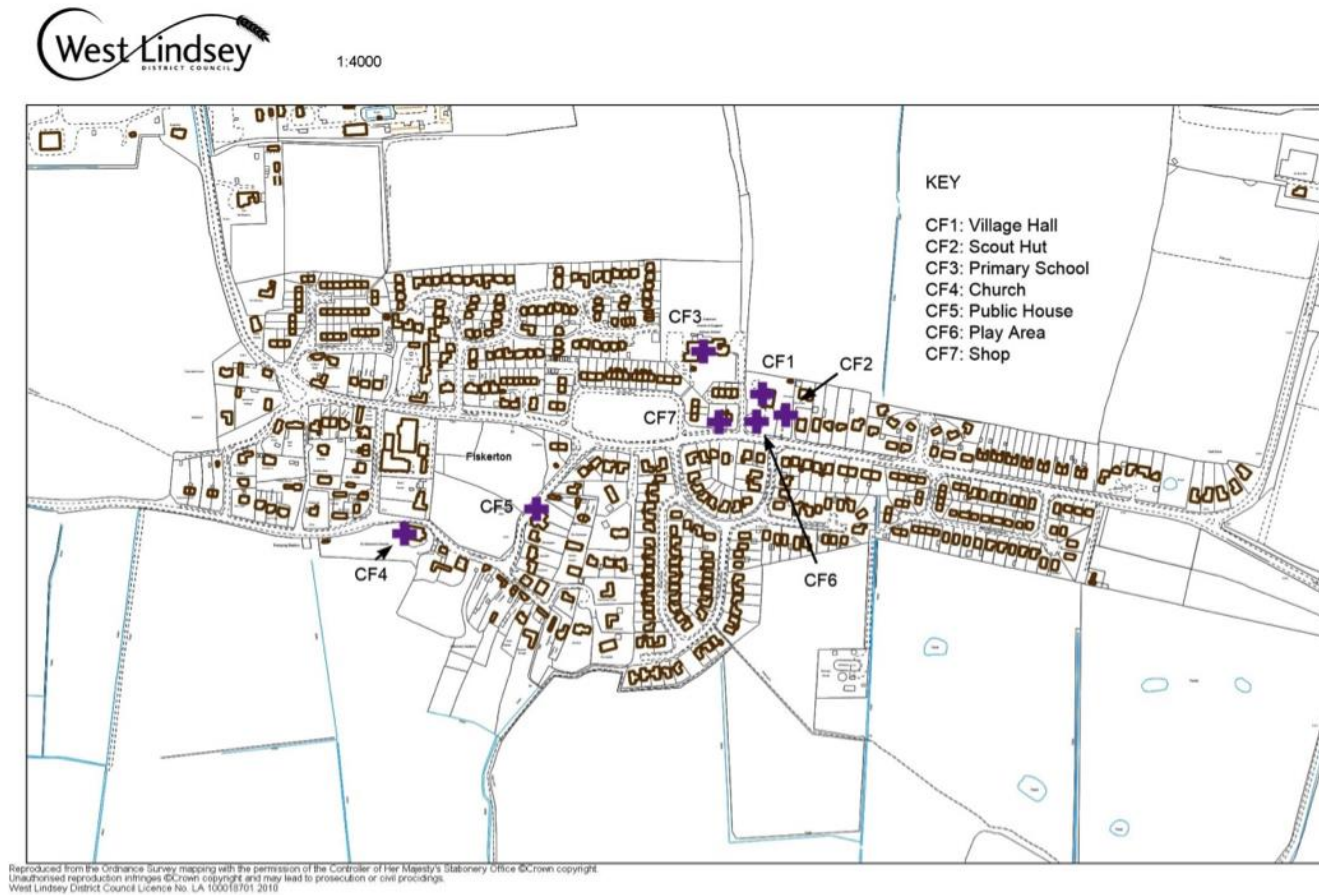 West Lindsey
DISTRICT COUNCIL
1:4000
KEY
CF1: Village Hall
CF2: Scout Hut
CF3: Primary School
CF4: Church
CF5: Public House
CF6: Play Area
CF7: Shop
CF3
CF1
CF2
CF7
Fiskerton
CF5
CF4
CF6
Reproduced from the Ordnance Survey mapping with the permission of the Controller of Her Majesty's Stationery Office ©Crown copyright.
Unauthorised reproduction infringes ©Crown copyright and may lead to prosecution or civil procidings.
West Lindsey District Council Licence No. LA 100018701 2010